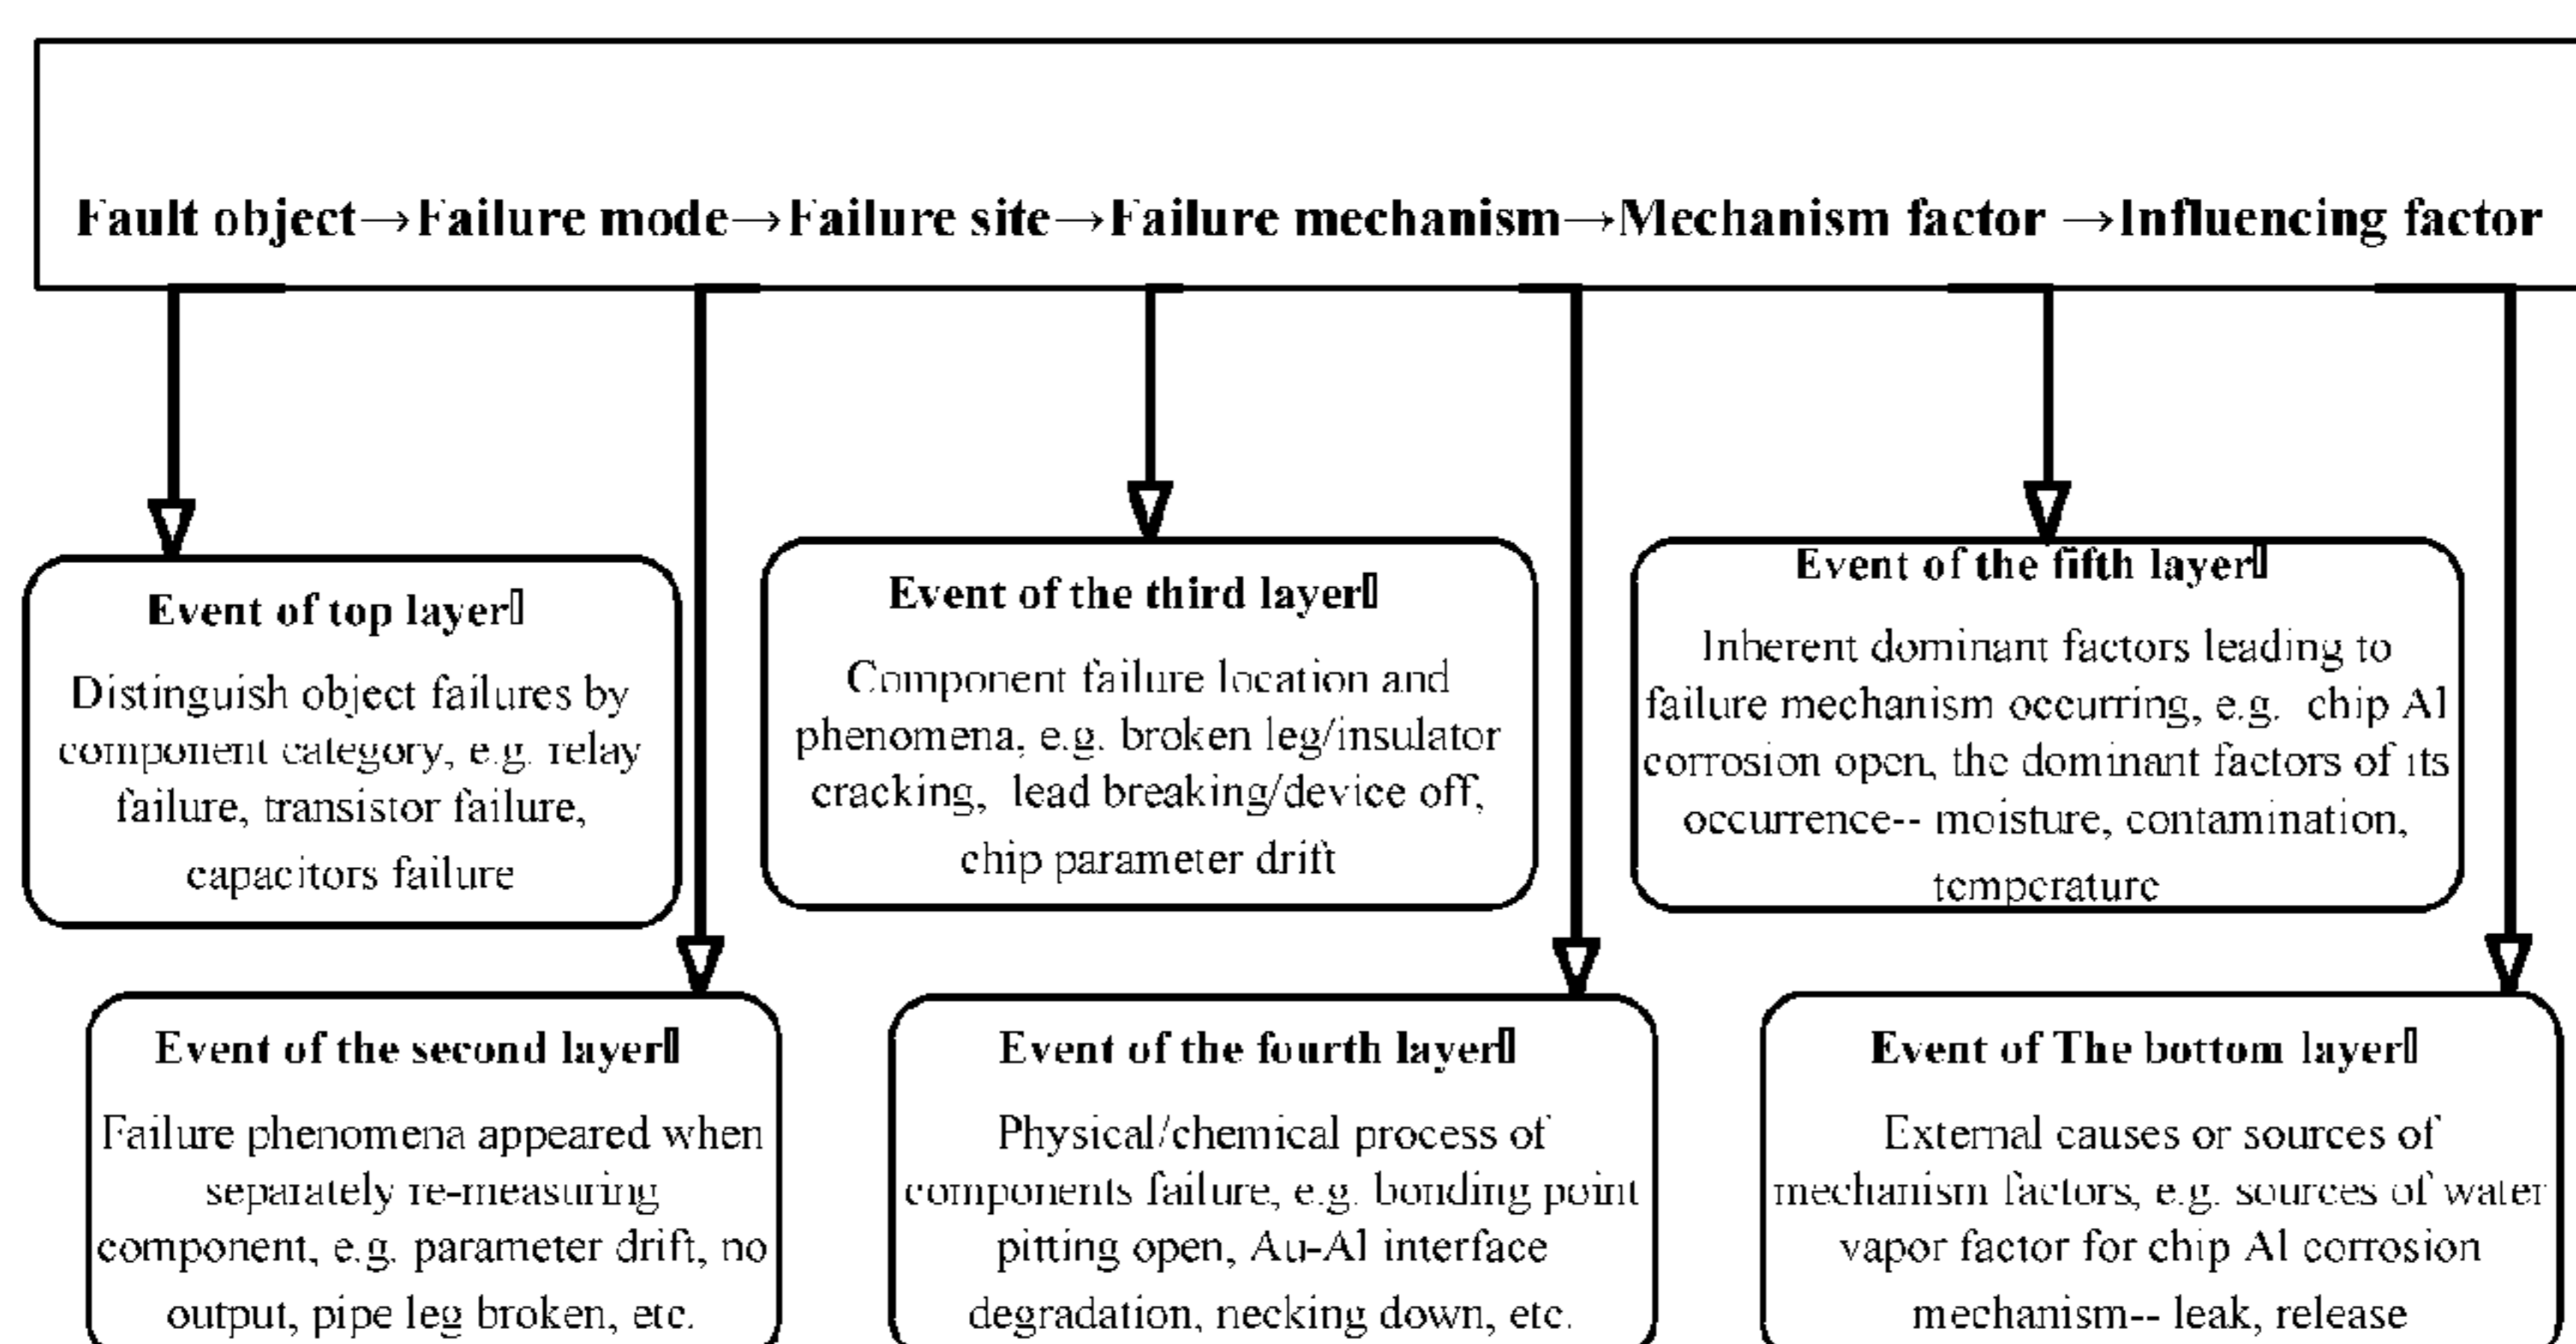 Fault object→Failure mode→Failure site→Failure mechanism→Mechanism factor →Influencing factor
Event of top layer
Distinguish object failures by
component category, e.g. relay
failure, transistor failure,
capacitors failure
Event of the second layer
Failure phenomena appeared when
separately re-measuring
component, e.g. parameter drift, no
output, pipe leg broken, etc.
Event of the third layer
Component failure location and
phenomena, e.g. broken leg/insulator
cracking, lead breaking/device off,
chip parameter drift
Event of the fourth layer
Physical/chemical process of
components failure, e.g. bonding point
pitting open, Au-Al interface
degradation, necking down, etc.
Event of the fifth layer
Inherent dominant factors leading to
failure mechanism occurring, e.g. chip Al
corrosion open, the dominant factors of its
occurrence-- moisture, contamination,
temperature
Event of The bottom layer
External causes or sources of
mechanism factors, e.g. sources of water
vapor factor for chip Al corrosion
mechanism-- leak, release